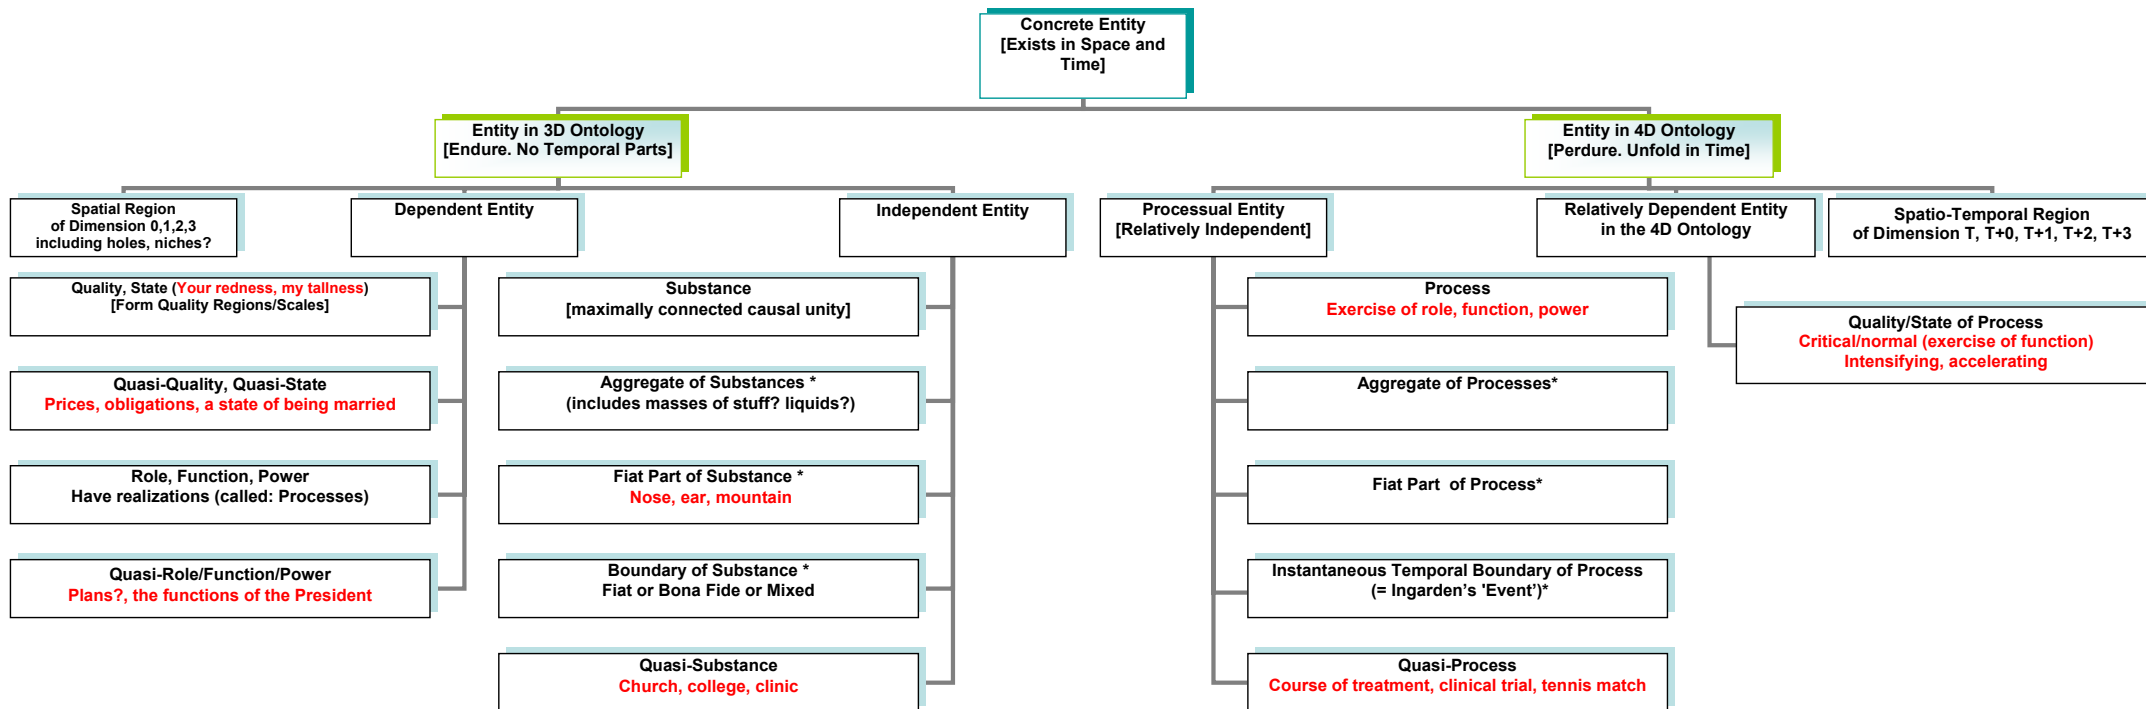 Concrete Entity
[Exists in Space and
Time]
Entity in 3D Ontology
[Endure. No Temporal Parts]
Entity in 4D Ontology
[Perdure. Unfold in Time]
Spatial Region
of Dimension 0,1,2,3
including holes, niches?
Dependent Entity
Independent Entity
Processual Entity
[Relatively Independent]
Relatively Dependent Entity
in the 4D Ontology
Spatio-Temporal Region
of Dimension T, T+0, T+1, T+2, T+3
Quality, State (Your redness, my tallness)
[Form Quality Regions/Scales]
Substance
[maximally connected causal unity]
Process
Exercise of role, function, power
Quality/State of Process
Critical/normal (exercise of function)
Intensifying, accelerating
Quasi-Quality, Quasi-State
Prices, obligations, a state of being married
Aggregate of Substances *
(includes masses of stuff? liquids?)
Aggregate of Processes*
Role, Function, Power
Have realizations (called: Processes)
Fiat Part of Substance *
Nose, ear, mountain
Fiat Part  of Process*
Quasi-Role/Function/Power
Plans?, the functions of the President
Boundary of Substance *
Fiat or Bona Fide or Mixed
Instantaneous Temporal Boundary of Process
(= Ingarden’s 'Event’)*
Quasi-Substance
Church, college, clinic
Quasi-Process
Course of treatment, clinical trial, tennis match